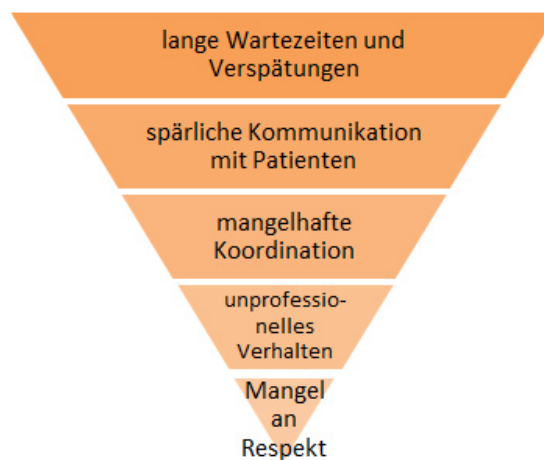 lange Wartezeiten und
Verspätungen
spärliche Kommunikation
mit Patienten
mangelhafte
Koordination
unprofessio-
nelles
Verhalten
Mangel
an
Respekt